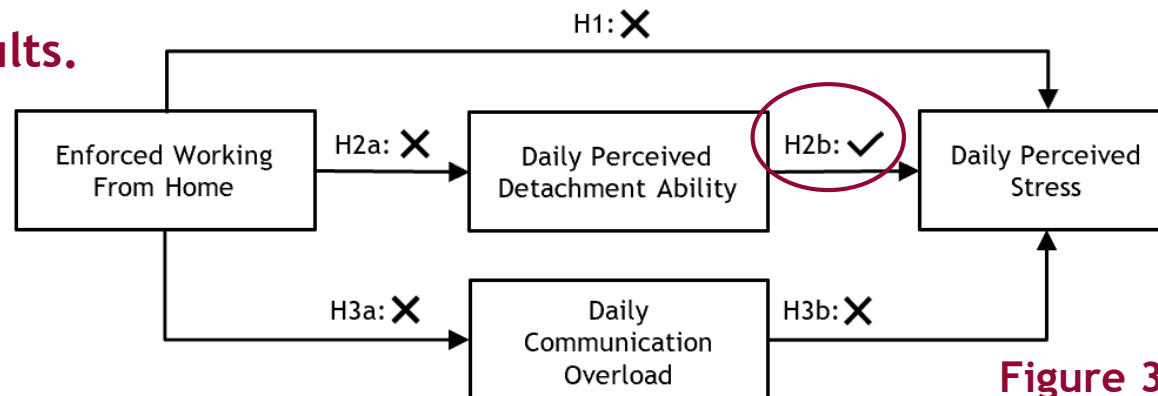 H1: ✕
ults.
Enforced Working
From Home
H2a: ✕
Daily Perceived
Detachment Ability
H2b: ✓
Daily Perceived
Stress
H3a: ✕
Daily
Communication
Overload
H3b: ✕
Figure 3